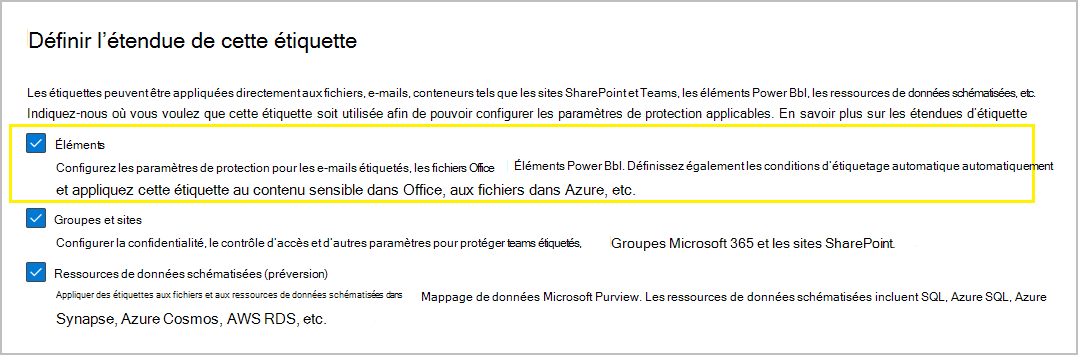 Définir l’étendue de cette étiquette
Les étiquettes peuvent être appliquées directement aux fichiers, e-mails, conteneurs tels que les sites SharePoint et Teams, les éléments Power Bbl, les ressources de données schématisées, etc.
Indiquez-nous où vous voulez que cette étiquette soit utilisée afin de pouvoir configurer les paramètres de protection applicables. En savoir plus sur les étendues d’étiquette
Éléments
Configurez les paramètres de protection pour les e-mails étiquetés, les fichiers Office Éléments Power Bbl. Définissez également les conditions d’étiquetage automatique automatiquement
et appliquez cette étiquette au contenu sensible dans Office, aux fichiers dans Azure, etc.
Groupes et sites
Configurer la confidentialité, le contrôle d’accès et d’autres paramètres pour protéger teams étiquetés, Groupes Microsoft 365 et les sites SharePoint.
Ressources de données schématisées (préversion)
Appliquer des étiquettes aux fichiers et aux ressources de données schématisées dans Mappage de données Microsoft Purview. Les ressources de données schématisées incluent SQL, Azure SQL, Azure
Synapse, Azure Cosmos, AWS RDS, etc.